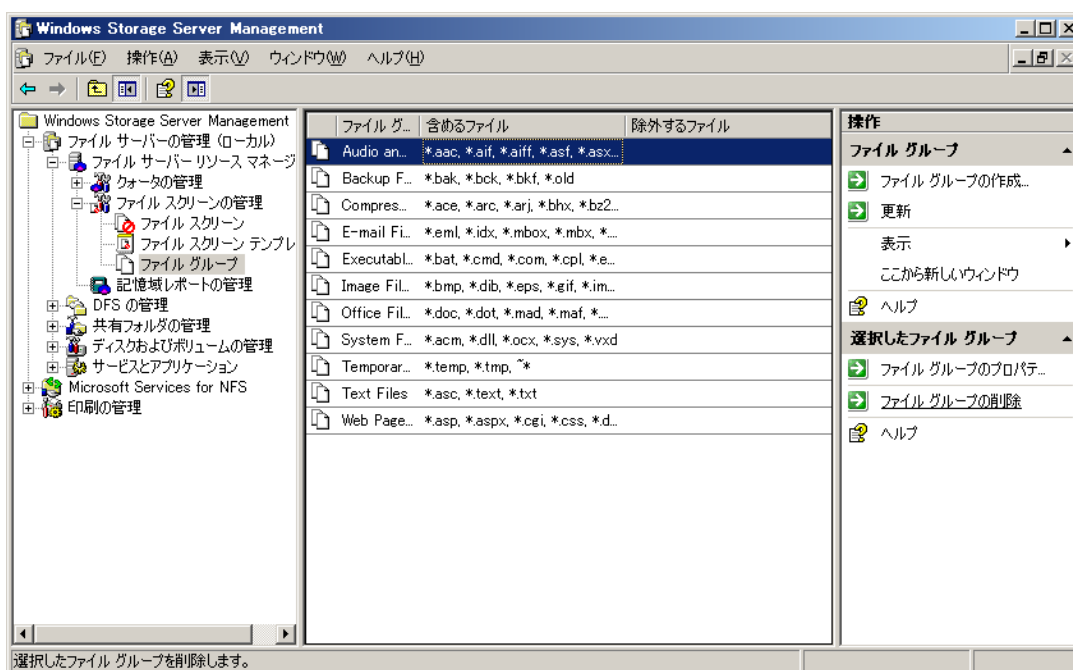 Windows Storage Server Management
ファイル(F) 操作(A) 表示(V) ウィンドウ(W) ヘルプ(H)
Windows Storage Server Management
ファイル サーバーの管理 (ローカル)
ファイル サーバー リソース マネージ
クォータの管理
ファイル スクリーンの管理
ファイル スクリーン
ファイル スクリーン テンプレ
ファイル グループ
記憶域レポートの管理
DFS の管理
共有フォルダの管理
ディスクおよびボリュームの管理
サービスとアプリケーション
Microsoft Services for NFS
印刷の管理
ファイル グ... 含めるファイル 除外するファイル
Audio an... *.aac, *.aif, *.aiff, *.asf, *.asx...
Backup F... *.bak, *.bck, *.bkf, *.old
Compres... *.ace, *.arc, *.arj, *.bhx, *.bz2...
E-mail Fi... *.eml, *.idx, *.mbox, *.mbx, *....
Executabl... *.bat, *.cmd, *.com, *.cpl, *.e...
Image Fil... *.bmp, *.dib, *.eps, *.gif, *.im...
Office Fil... *.doc, *.dot, *.mad, *.maf, *....
System F... *.acm, *.dll, *.ocx, *.sys, *.vxd
Temporar... *.temp, *.tmp, ~*
Text Files *.asc, *.text, *.txt
Web Page... *.asp, *.aspx, *.cgi, *.css, *.d...
操作
ファイル グループ
ファイル グループの作成...
更新
表示
ここから新しいウィンドウ
ヘルプ
選択したファイル グループ
ファイル グループのプロパテ...
ファイル グループの削除
ヘルプ
選択したファイル グループを削除します。